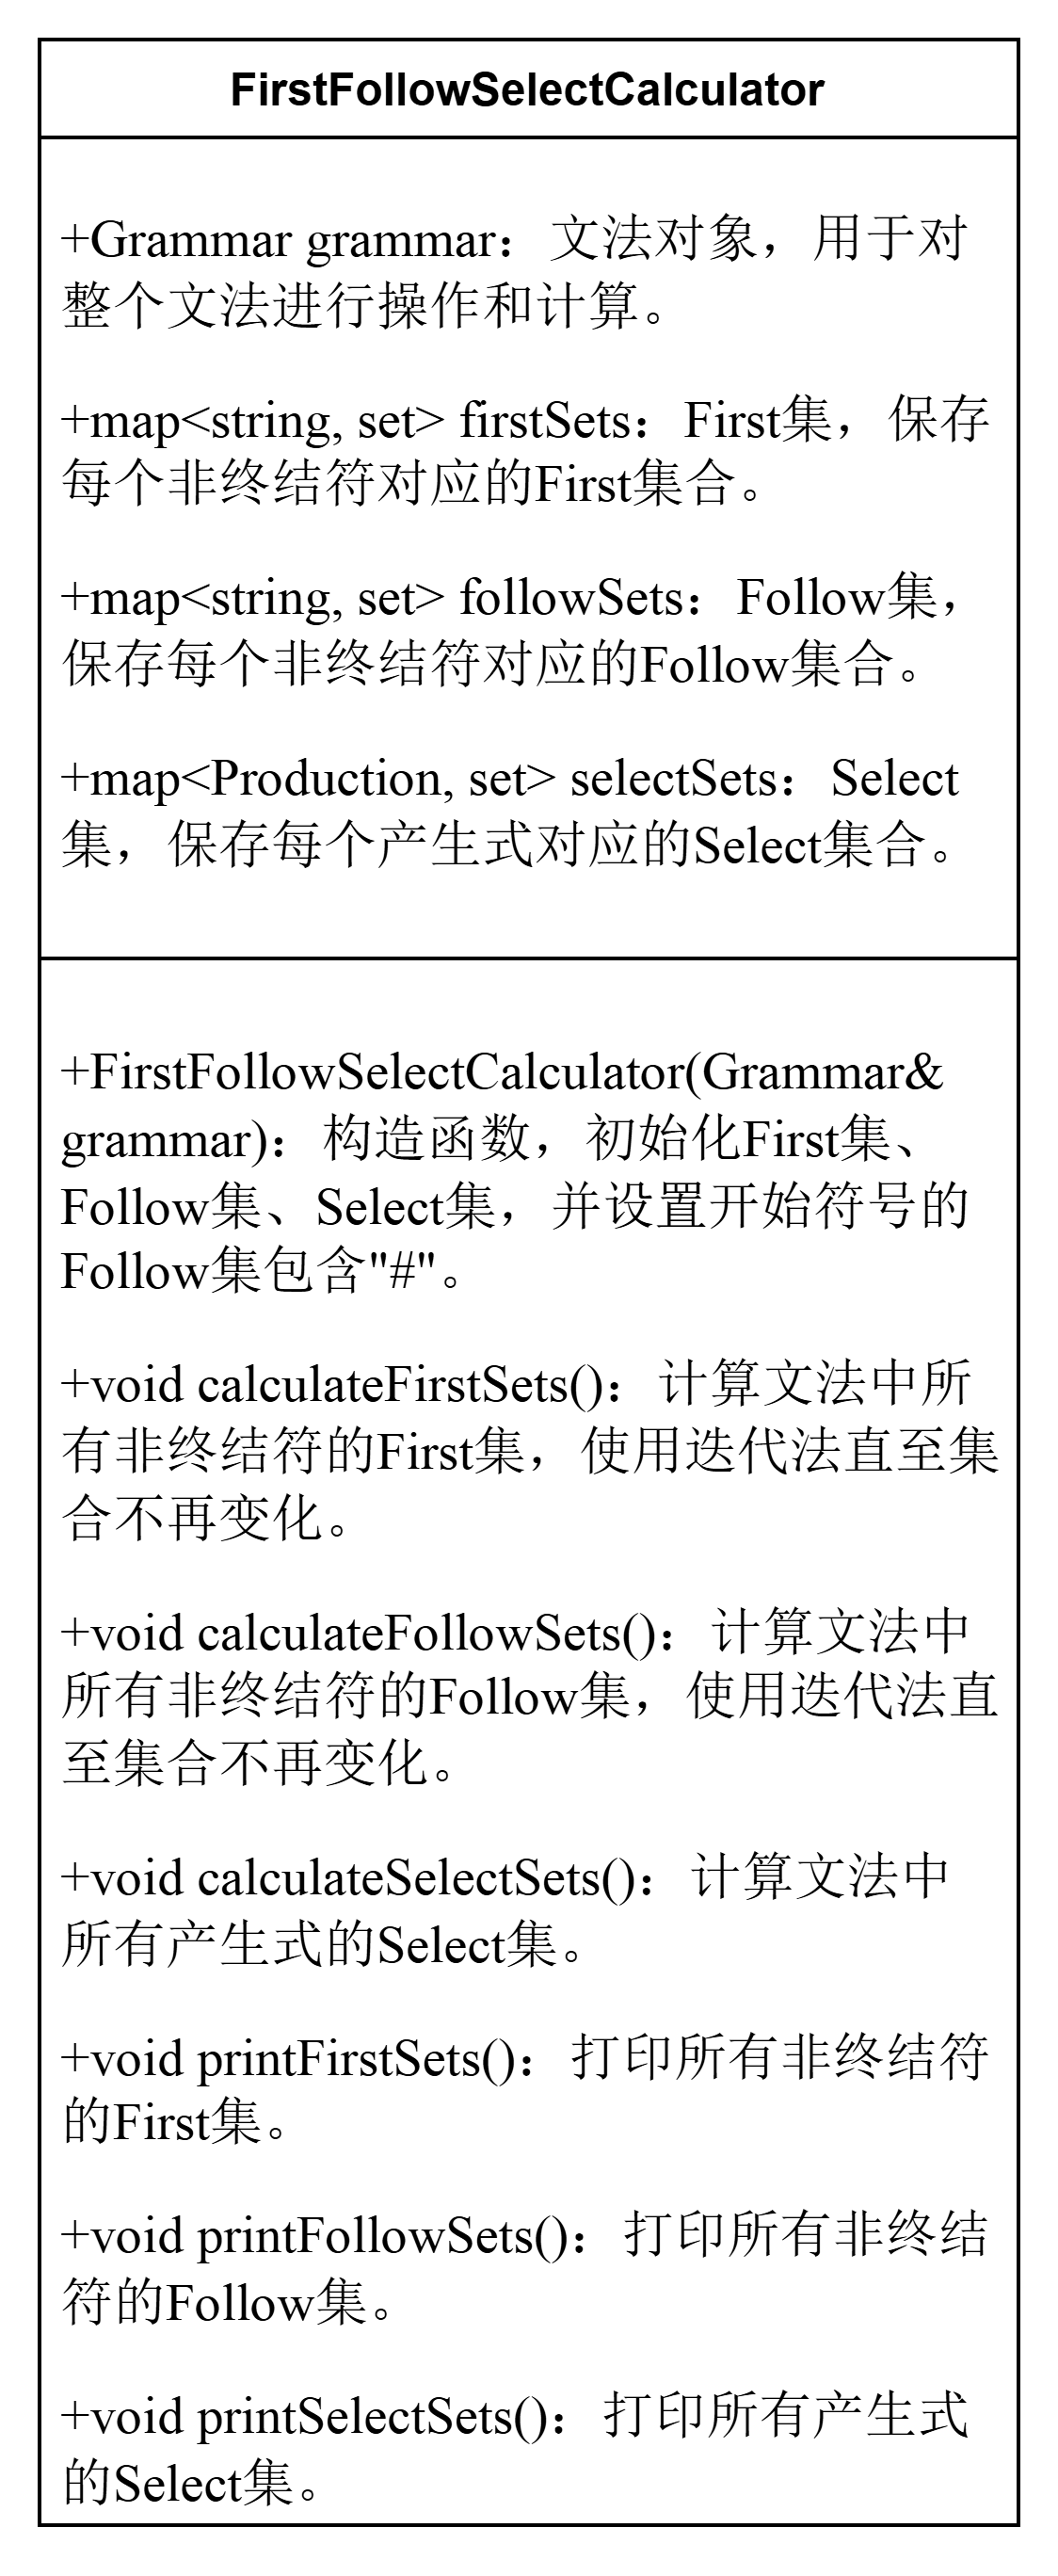 FirstFollowSelectCalculator
+Grammar grammar：文法对象，用于对
整个文法进行操作和计算。
+map<string, set> firstSets：First集，保存
每个非终结符对应的First集合。
+map<string, set> followSets：Follow集，
保存每个非终结符对应的Follow集合。
+map<Production, set> selectSets：Select
集，保存每个产生式对应的Select集合。
+FirstFollowSelectCalculator(Grammar&
grammar)：构造函数，初始化First集、
Follow集、Select集，并设置开始符号的
Follow集包含"#"。
+void calculateFirstSets()：计算文法中所
有非终结符的First集，使用迭代法直至集
合不再变化。
+void calculateFollowSets()：计算文法中
所有非终结符的Follow集，使用迭代法直
至集合不再变化。
+void calculateSelectSets()：计算文法中
所有产生式的Select集。
+void printFirstSets()：打印所有非终结符
的First集。
+void printFollowSets()：打印所有非终结
符的Follow集。
+void printSelectSets()：打印所有产生式
的Select集。